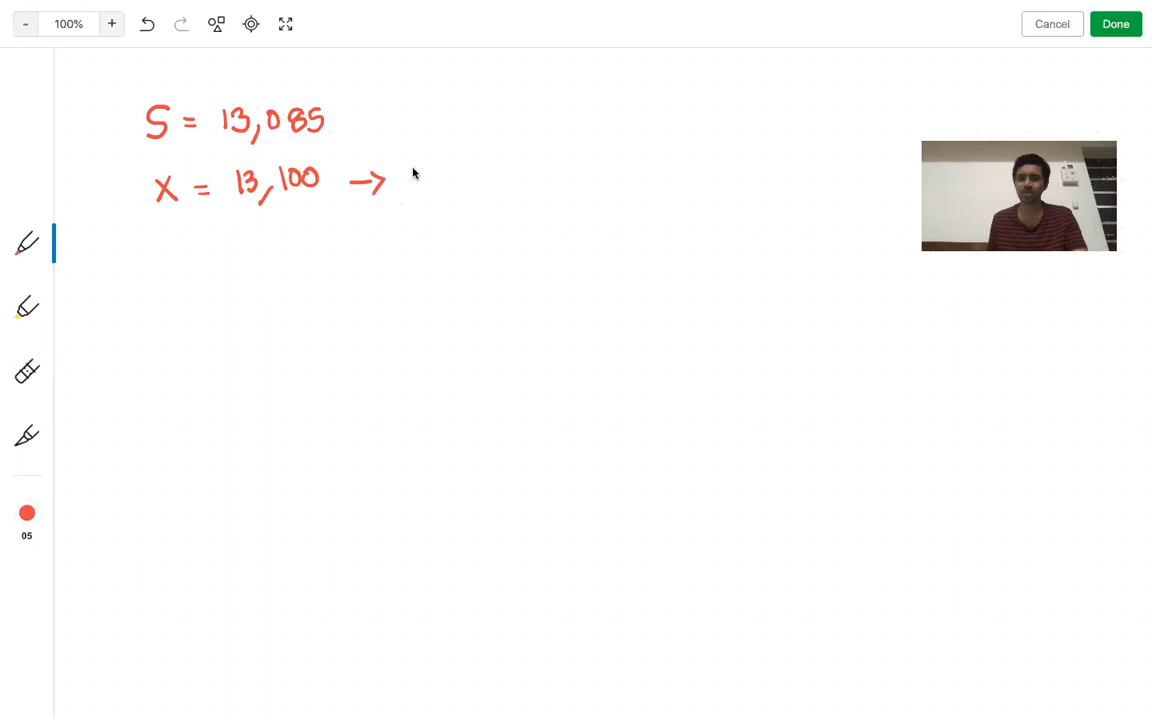 - 100% + Cancel Done
S = 13,085
X = 13,100 →
05